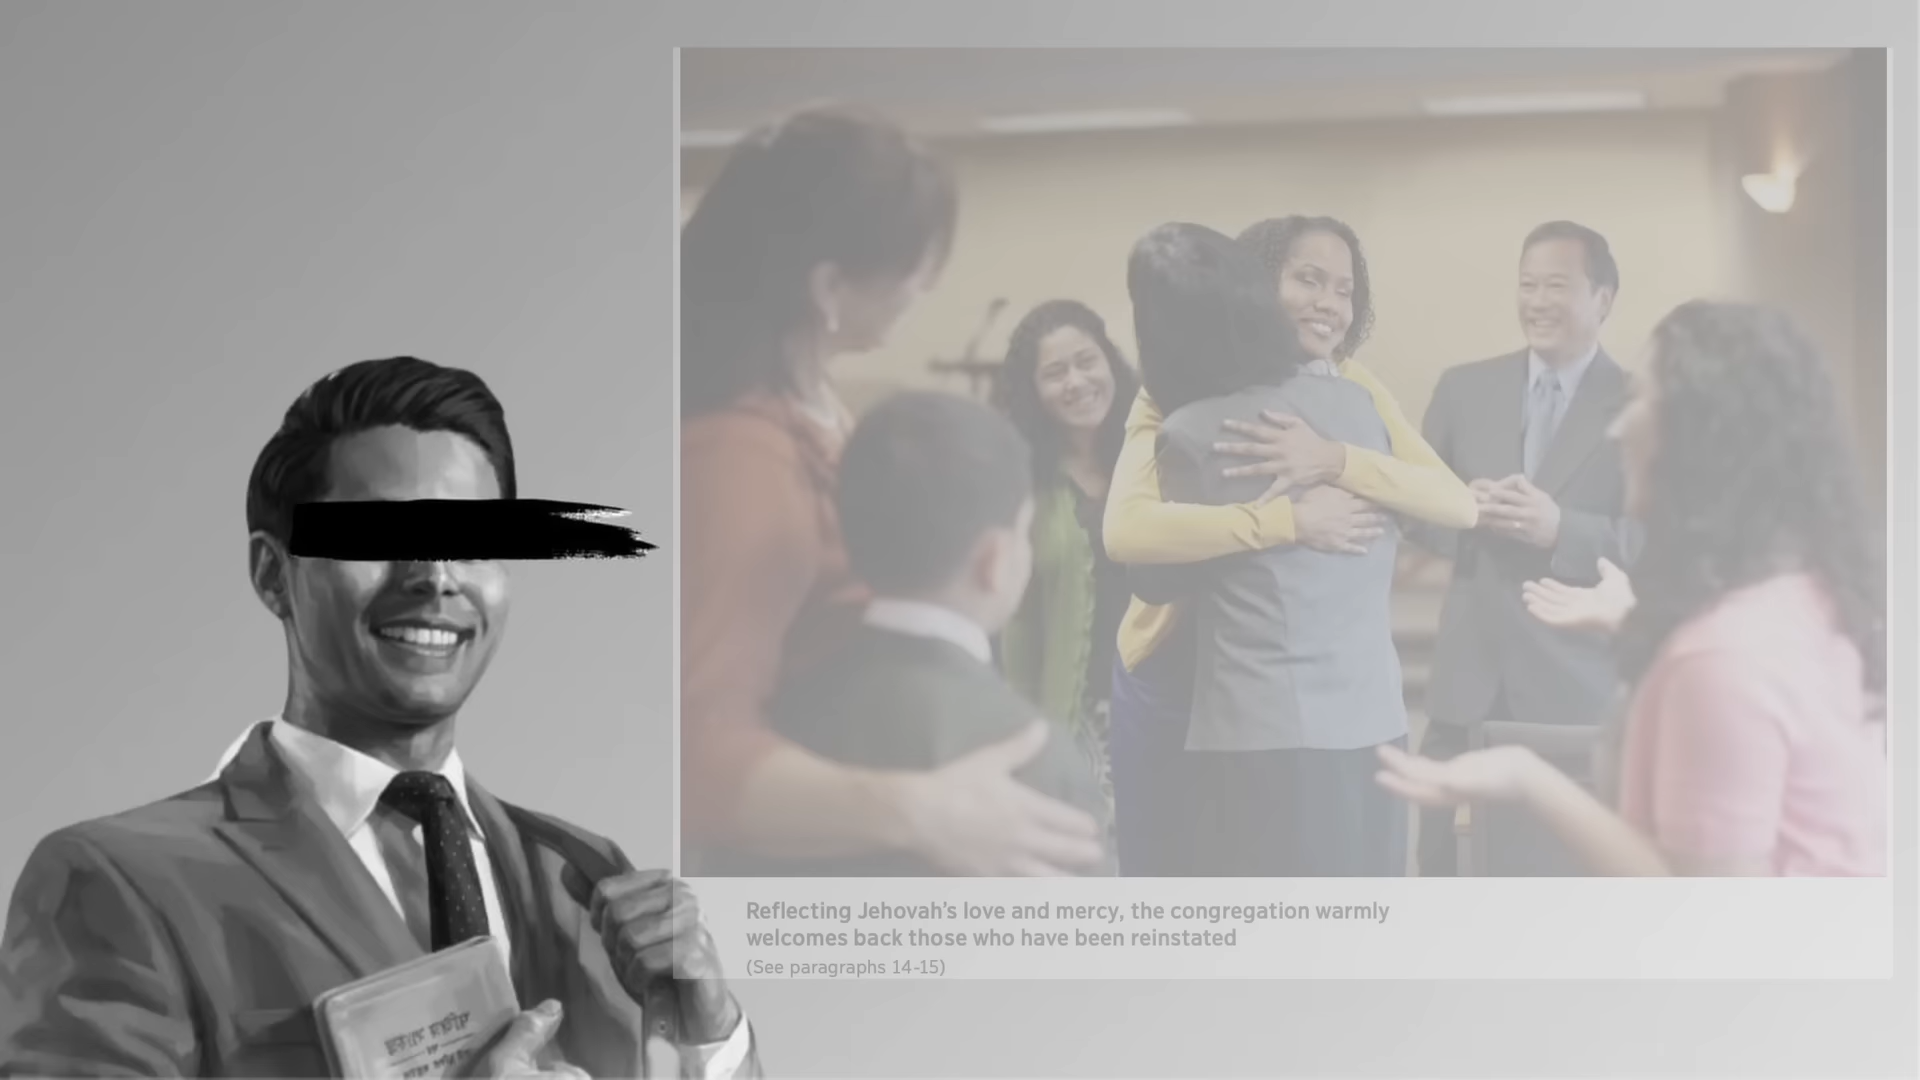 Reflecting Jehovah's love and mercy, the congregation warmly
welcomes back those who have been reinstated
(See paragraphs 14-15)